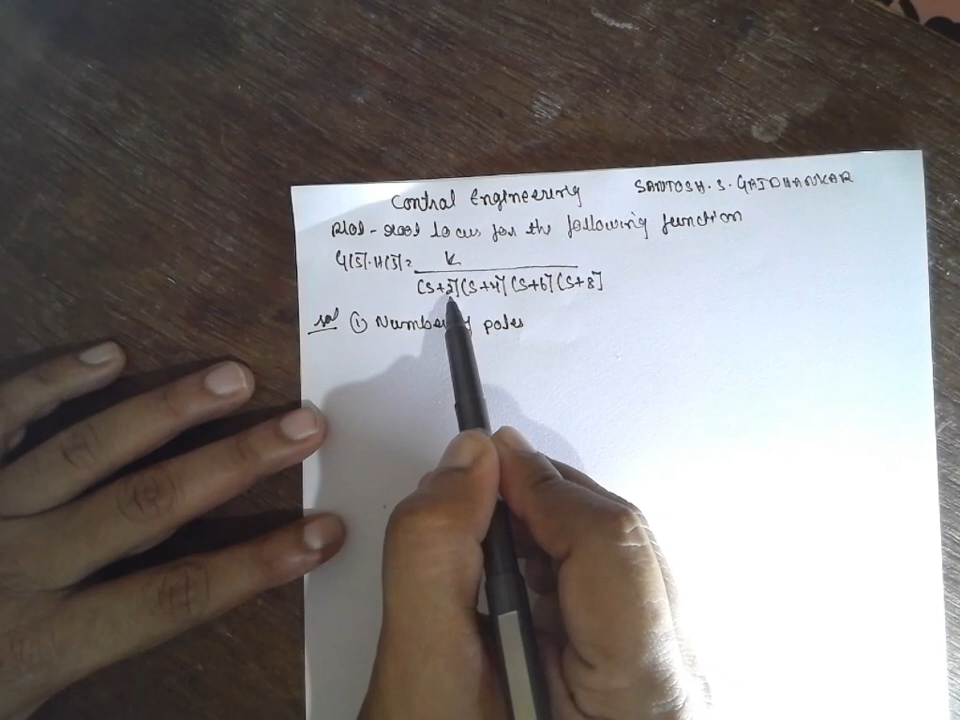 Control Engineering SANTOSH. S. GAIDHANKAR
Plot - root locus for the following function
G(S)·H(S) = K
(S+2)(S+4)(S+6)(S+8)
sol ① Number of poles